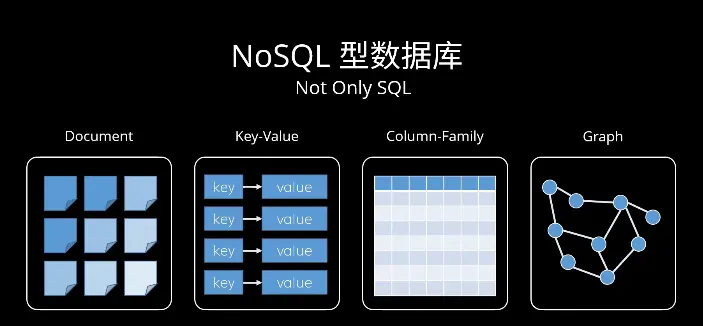 NoSQL 型数据库
Not Only SQL
Document
Key-Value
Column-Family
Graph
key
value
key
value
key
value
key
value